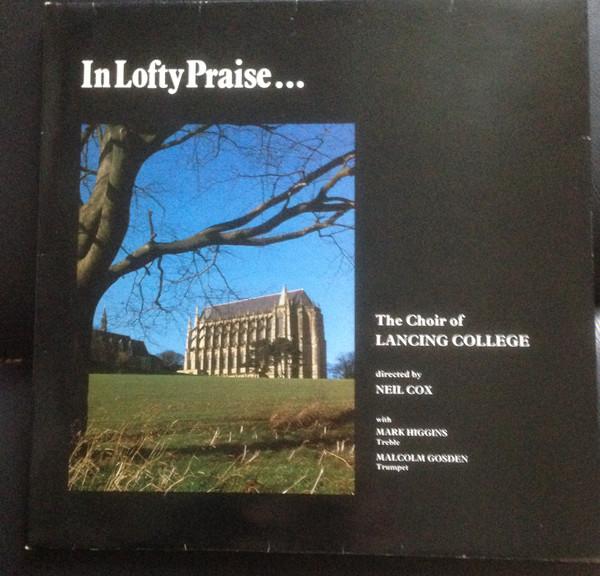 In Lofty Praise...
The Choir of
LANCING COLLEGE
directed by
NEIL COX
with
MARK HIGGINS
Treble
MALCOLM GOSDEN
Trumpet